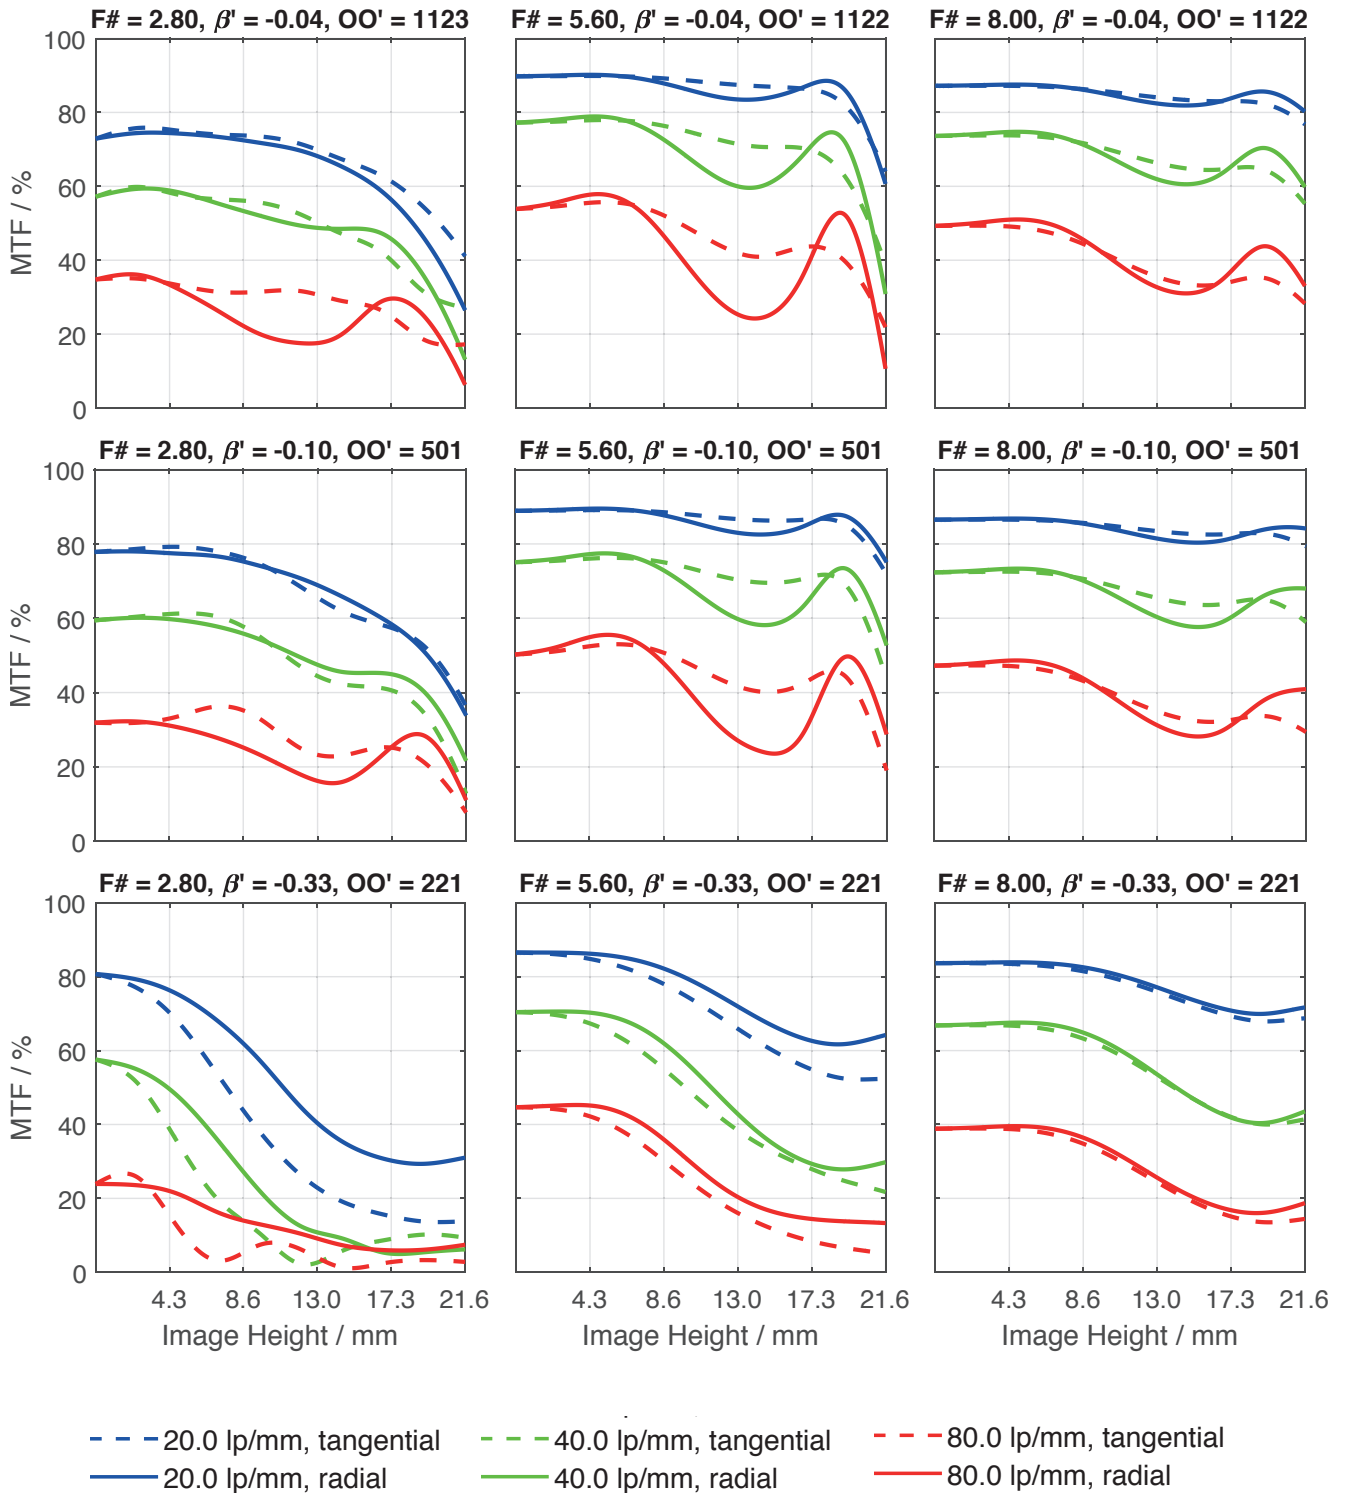 F# = 2.80, β' = -0.04, OO' = 1123
F# = 5.60, β' = -0.04, OO' = 1122
F# = 8.00, β' = -0.04, OO' = 1122
MTF / %
100
80
60
40
20
0
F# = 2.80, β' = -0.10, OO' = 501
F# = 5.60, β' = -0.10, OO' = 501
F# = 8.00, β' = -0.10, OO' = 501
MTF / %
100
80
60
40
20
0
F# = 2.80, β' = -0.33, OO' = 221
F# = 5.60, β' = -0.33, OO' = 221
F# = 8.00, β' = -0.33, OO' = 221
MTF / %
100
80
60
40
20
0
4.3 8.6 13.0 17.3 21.6
4.3 8.6 13.0 17.3 21.6
4.3 8.6 13.0 17.3 21.6
Image Height / mm
Image Height / mm
Image Height / mm
20.0 lp/mm, tangential
40.0 lp/mm, tangential
80.0 lp/mm, tangential
20.0 lp/mm, radial
40.0 lp/mm, radial
80.0 lp/mm, radial